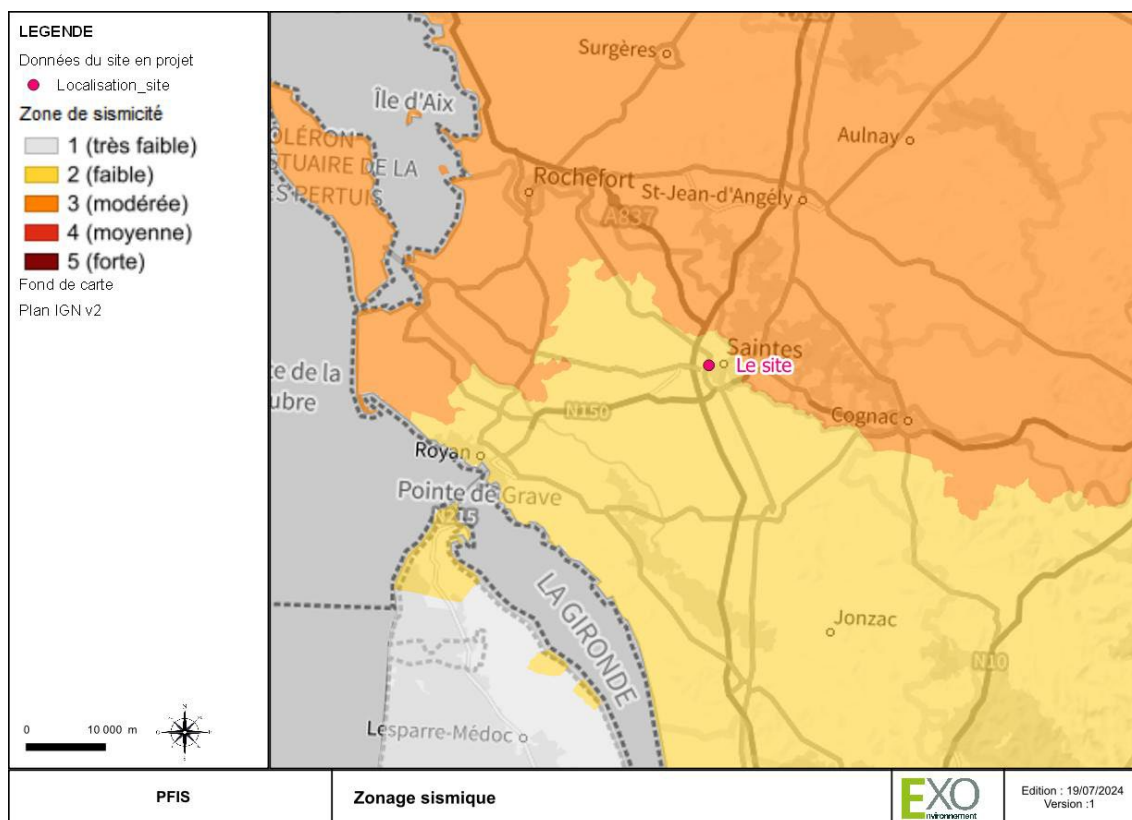 LEGENDE
Données du site en projet
Localisation_site
Zone de sismicité
1 (très faible)
2 (faible)
3 (modérée)
4 (moyenne)
5 (forte)
Fond de carte
Plan IGN v2
0 10 000 m
N
Surgères
Île d'Aix
Aulnay
OLÉRON
TUAIRE DE LA
ES PERTUIS
Rochefort
St-Jean-d'Angély
A837
Saintes
Le site
te de la
ubre
N150
Cognac
Royan
Pointe de Grave
N215
LA GIRONDE
Jonzac
N10
Lesparre-Médoc
PFIS
Zonage sismique
EXO
nvironnement
Edition : 19/07/2024
Version :1